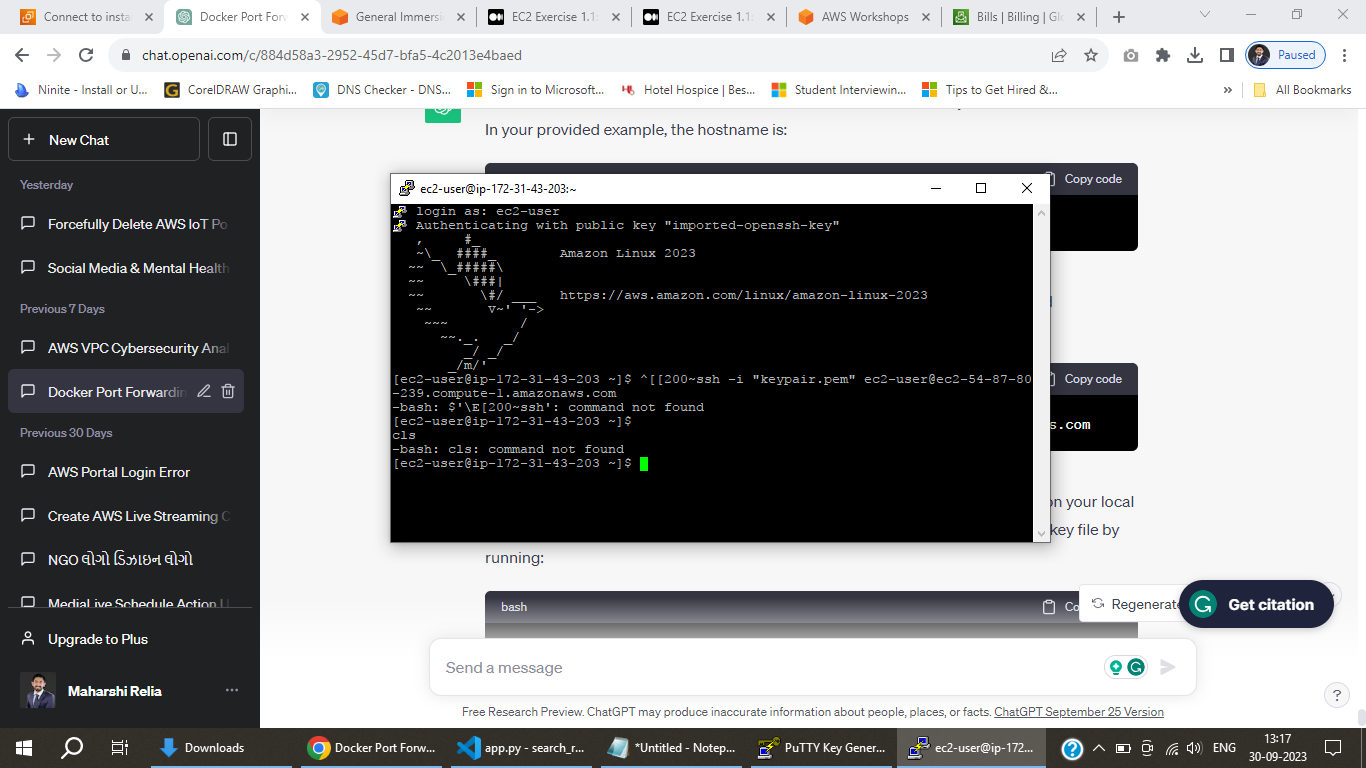 Connect to insta
Docker Port Forw
General Immersi
EC2 Exercise 1.1:
EC2 Exercise 1.1:
AWS Workshops
Bills | Billing | Glo
chat.openai.com/c/884d58a3-2952-45d7-bfa5-4c2013e4baed
Paused
Ninite - Install or U...
CorelDRAW Graphi...
DNS Checker - DNS...
Sign in to Microsoft...
Hotel Hospice | Bes...
Student Interviewin...
Tips to Get Hired &...
»
All Bookmarks
New Chat
Yesterday
Forcefully Delete AWS IoT Po
Social Media & Mental Health
Previous 7 Days
AWS VPC Cybersecurity Anal
Docker Port Forwardin
Previous 30 Days
AWS Portal Login Error
Create AWS Live Streaming C
NGO લોગો ડિઝાઇન લોગો
MediaLive Schedule Action U
Upgrade to Plus
Maharshi Relia
In your provided example, the hostname is:
Copy code
ec2-user@ip-172-31-43-203:~
login as: ec2-user
Authenticating with public key "imported-openssh-key"
   ,     #_
   ~\_  ####_        Amazon Linux 2023
  ~~  \_#####\
  ~~     \###|
  ~~       \#/ ___   https://aws.amazon.com/linux/amazon-linux-2023
   ~~       V~' '->
    ~~~         /
      ~~._.   _/
         _/ _/
       _/m/'
[ec2-user@ip-172-31-43-203 ~]$ ^[[200~ssh -i "keypair.pem" ec2-user@ec2-54-87-80
-239.compute-1.amazonaws.com
-bash: $'\E[200~ssh': command not found
[ec2-user@ip-172-31-43-203 ~]$
cls
-bash: cls: command not found
[ec2-user@ip-172-31-43-203 ~]$
Copy code
s.com
on your local
key file by
running:
bash
Co
Regenerate
Get citation
Send a message
Free Research Preview. ChatGPT may produce inaccurate information about people, places, or facts. ChatGPT September 25 Version
?
Downloads
Docker Port Forw...
app.py - search_r...
*Untitled - Notep...
PuTTY Key Gener...
ec2-user@ip-172...
?
ENG
13:17
30-09-2023